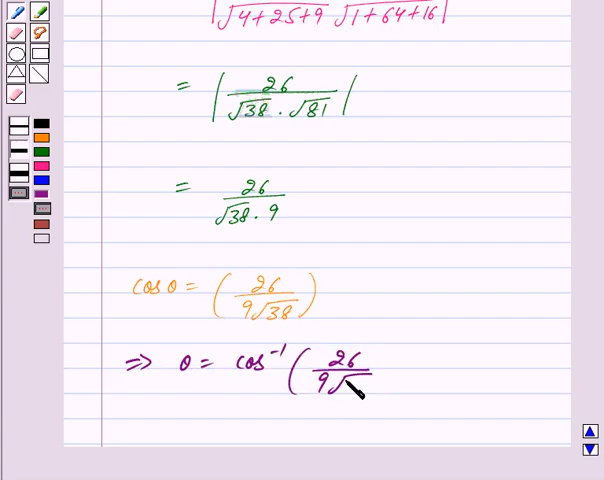 | √4+25+9 √1+64+16 |
= | 26 / √38 . √81 |
= 26 / √38 . 9
cos θ = ( 26 / 9√38 )
=> θ = cos⁻¹ ( 26 / 9√